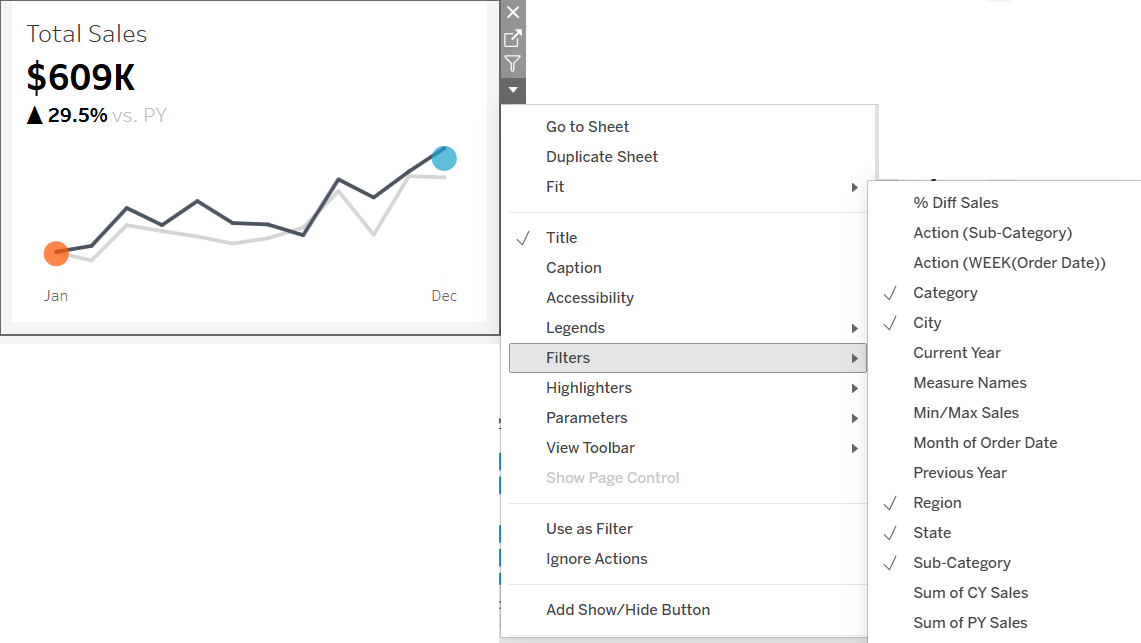 Total Sales
$609K
▲ 29.5% vs. PY
Jan
Dec
Go to Sheet
Duplicate Sheet
Fit
Title
Caption
Accessibility
Legends
Filters
Highlighters
Parameters
View Toolbar
Show Page Control
Use as Filter
Ignore Actions
Add Show/Hide Button
% Diff Sales
Action (Sub-Category)
Action (WEEK(Order Date))
Category
City
Current Year
Measure Names
Min/Max Sales
Month of Order Date
Previous Year
Region
State
Sub-Category
Sum of CY Sales
Sum of PY Sales